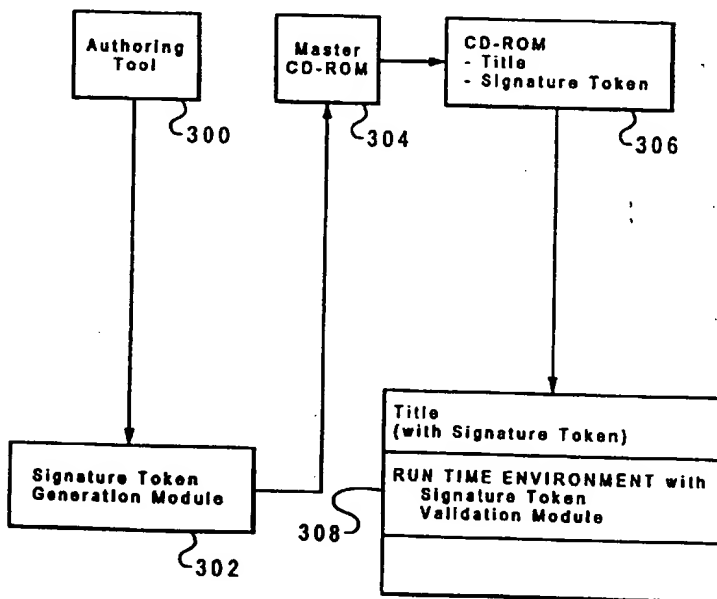 Authoring
Tool
300
Master
CD-ROM
304
CD-ROM
- Title
- Signature Token
306
Signature Token
Generation Module
302
Title
(with Signature Token)
RUN TIME ENVIRONMENT with
Signature Token
Validation Module
308